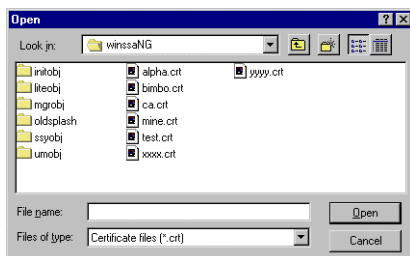 Open
Look in: winssaNG
initobj alpha.crt yyyy.crt
liteobj bimbo.crt
mgrobj ca.crt
oldsplash mine.crt
ssyobj test.crt
umobj xxxx.crt
File name: Open
Files of type: Certificate files (*.crt) Cancel